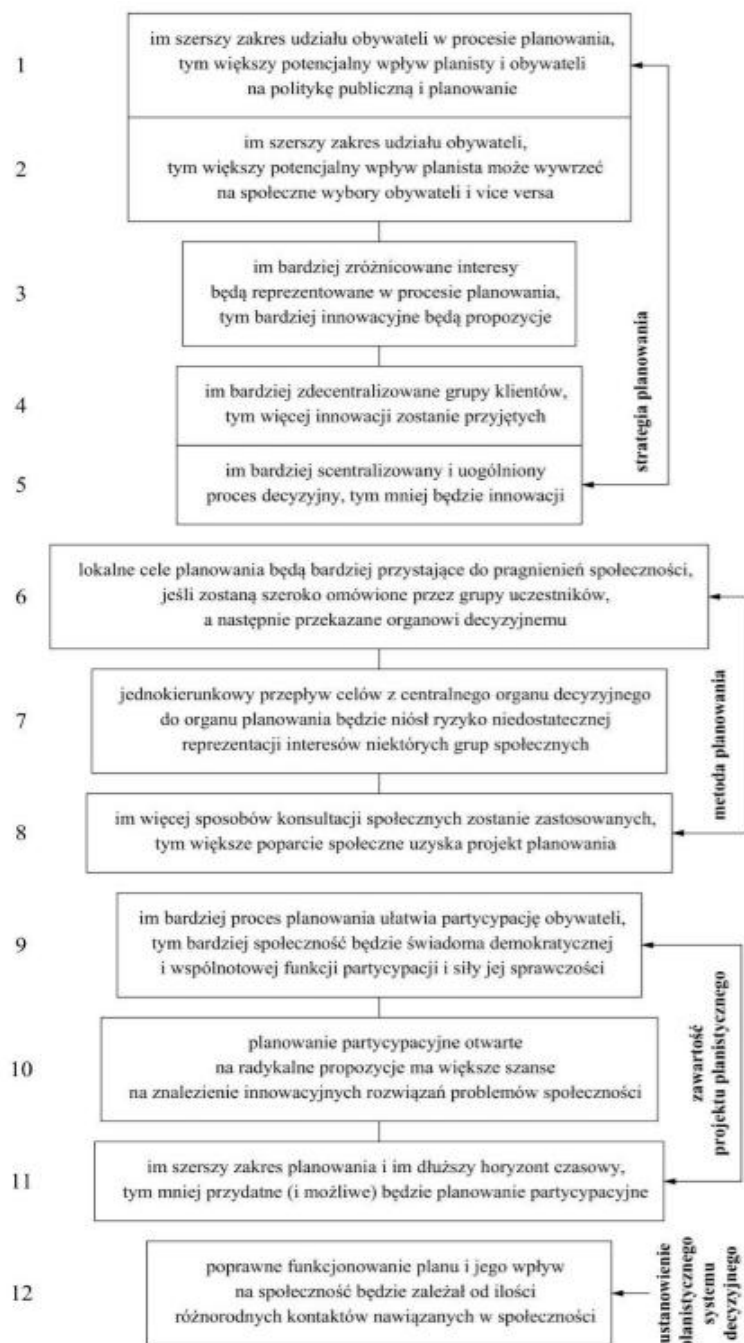 1
im szerszy zakres udziału obywateli w procesie planowania,
tym większy potencjalny wpływ planisty i obywateli
na politykę publiczną i planowanie
2
im szerszy zakres udziału obywateli,
tym większy potencjalny wpływ planista może wywrzeć
na społeczne wybory obywateli i vice versa
3
im bardziej zróżnicowane interesy
będą reprezentowane w procesie planowania,
tym bardziej innowacyjne będą propozycje
4
im bardziej zdecentralizowane grupy klientów,
tym więcej innowacji zostanie przyjętych
5
im bardziej scentralizowany i uogólniony
proces decyzyjny, tym mniej będzie innowacji
strategia planowania
6
lokalne cele planowania będą bardziej przystające do pragnienień społeczności,
jeśli zostaną szeroko omówione przez grupy uczestników,
a następnie przekazane organowi decyzyjnemu
7
jednokierunkowy przepływ celów z centralnego organu decyzyjnego
do organu planowania będzie niósł ryzyko niedostatecznej
reprezentacji interesów niektórych grup społecznych
8
im więcej sposobów konsultacji społecznych zostanie zastosowanych,
tym większe poparcie społeczne uzyska projekt planowania
metoda planowania
9
im bardziej proces planowania ułatwia partycypację obywateli,
tym bardziej społeczność będzie świadoma demokratycznej
i wspólnotowej funkcji partycypacji i siły jej sprawczości
10
planowanie partycypacyjne otwarte
na radykalne propozycje ma większe szanse
na znalezienie innowacyjnych rozwiązań problemów społeczności
11
im szerszy zakres planowania i im dłuższy horyzont czasowy,
tym mniej przydatne (i możliwe) będzie planowanie partycypacyjne
zawartość
projektu planistycznego
12
poprawne funkcjonowanie planu i jego wpływ
na społeczność będzie zależał od ilości
różnorodnych kontaktów nawiązanych w społeczności
ustanowienie
planistycznego
systemu
decyzyjnego